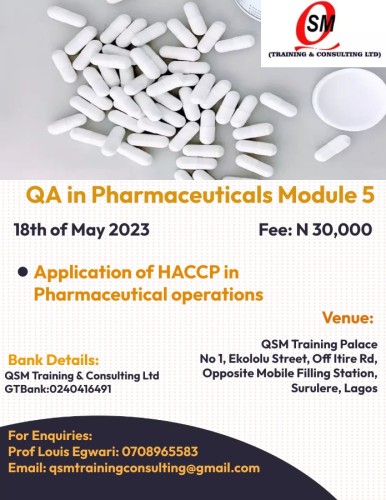 QSM
(TRAINING & CONSULTING LTD)
QA in Pharmaceuticals Module 5
18th of May 2023
Fee: N 30,000
Application of HACCP in
Pharmaceutical operations
Venue:
QSM Training Palace
No 1, Ekololu Street, Off Itire Rd,
Opposite Mobile Filling Station,
Surulere, Lagos
Bank Details:
QSM Training & Consulting Ltd
GTBank:0240416491
For Enquiries:
Prof Louis Egwari: 0708965583
Email: qsmtrainingconsulting@gmail.com